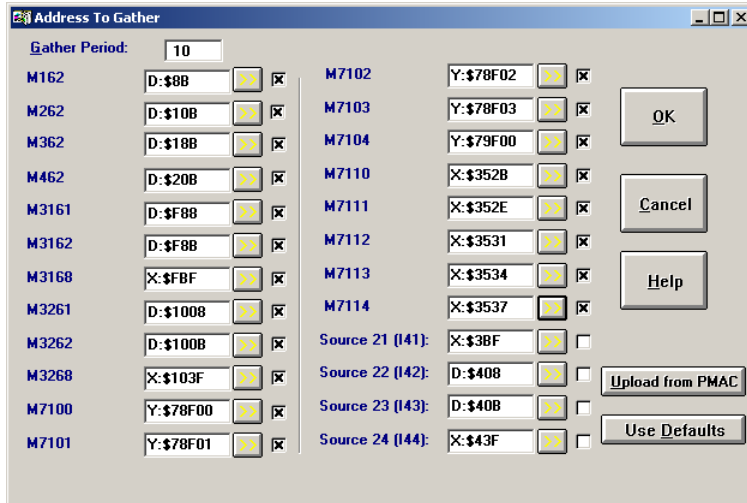 Address To Gather
Gather Period: 10
M162 D:$8B >>
M262 D:$10B >>
M362 D:$18B >>
M462 D:$20B >>
M3161 D:$F88 >>
M3162 D:$F8B >>
M3168 X:$FBF >>
M3261 D:$1008 >>
M3262 D:$100B >>
M3268 X:$103F >>
M7100 Y:$78F00 >>
M7101 Y:$78F01 >>
M7102 Y:$78F02 >>
M7103 Y:$78F03 >>
M7104 Y:$79F00 >>
M7110 X:$352B >>
M7111 X:$352E >>
M7112 X:$3531 >>
M7113 X:$3534 >>
M7114 X:$3537 >>
Source 21 (I41): X:$3BF >>
Source 22 (I42): D:$408 >>
Source 23 (I43): D:$40B >>
Source 24 (I44): X:$43F >>
OK
Cancel
Help
Upload from PMAC
Use Defaults